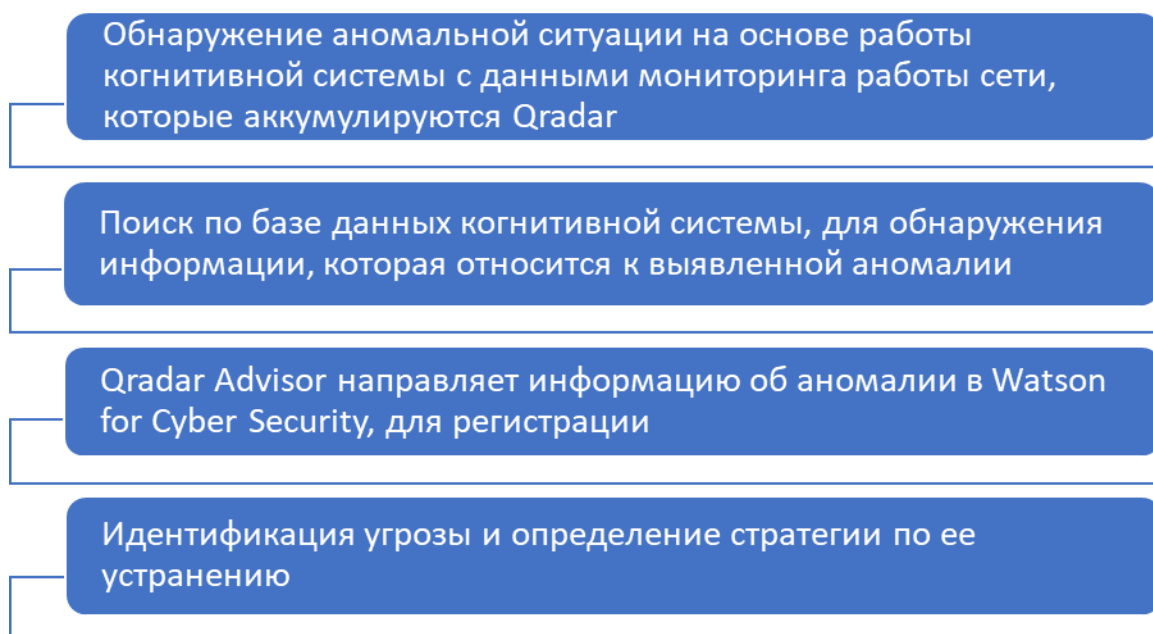 Обнаружение аномальной ситуации на основе работы
когнитивной системы с данными мониторинга работы сети,
которые аккумулируются Qradar
Поиск по базе данных когнитивной системы, для обнаружения
информации, которая относится к выявленной аномалии
Qradar Advisor направляет информацию об аномалии в Watson
for Cyber Security, для регистрации
Идентификация угрозы и определение стратегии по ее
устранению